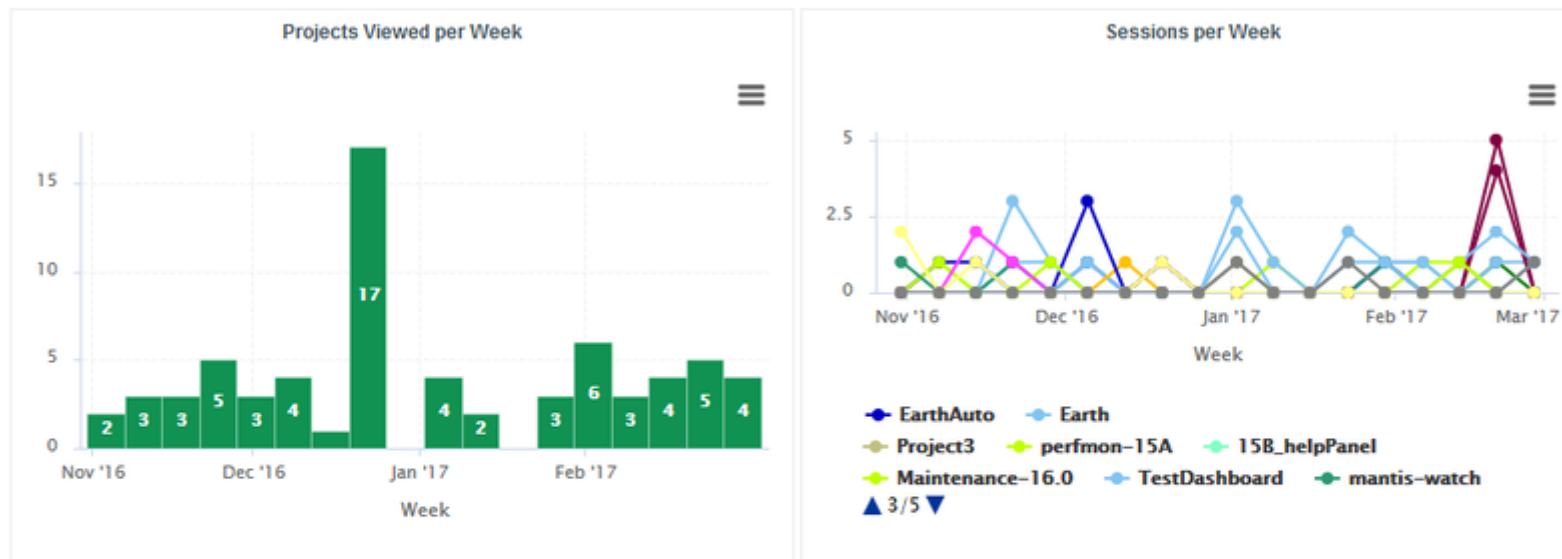 Projects Viewed per Week
15
10
5
0
2
3
3
5
3
4
17
4
2
3
6
3
4
5
4
Nov '16 Dec '16 Jan '17 Feb '17
Week
Sessions per Week
5
2.5
0
Nov '16 Dec '16 Jan '17 Feb '17 Mar '17
Week
EarthAuto Earth
Project3 perfmon-15A 15B_helpPanel
Maintenance-16.0 TestDashboard mantis-watch
3/5